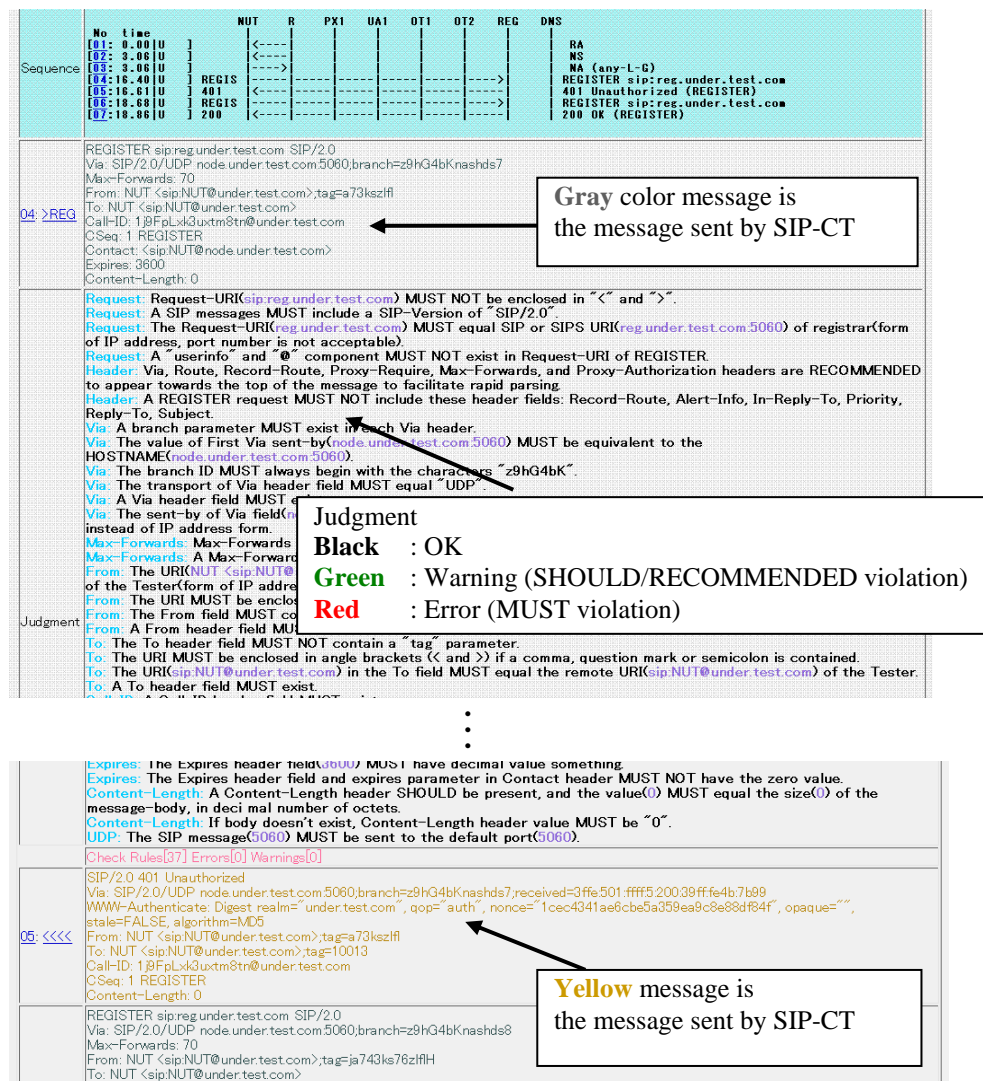 NUT R PX1 UA1 OT1 OT2 REG DNS
No time
[01: 0.00|U ] |<----| | | | | | | RA
[02: 3.06|U ] |<----| | | | | | | NS
[03: 3.06|U ] |---->| | | | | | | NA (any-L-G)
Sequence [04:16.40|U ] REGIS |-----|-----|-----|-----|-----|---->| | REGISTER sip:reg.under.test.com
[05:16.61|U ] 401 |<----|-----|-----|-----|-----|-----| | 401 Unauthorized (REGISTER)
[06:18.68|U ] REGIS |-----|-----|-----|-----|-----|---->| | REGISTER sip:reg.under.test.com
[07:18.86|U ] 200 |<----|-----|-----|-----|-----|-----| | 200 OK (REGISTER)
04: >REG
REGISTER sip:reg.under.test.com SIP/2.0
Via: SIP/2.0/UDP node.under.test.com:5060;branch=z9hG4bKnashds7
Max-Forwards: 70
From: NUT <sip:NUT@under.test.com>;tag=a73kszlfl
To: NUT <sip:NUT@under.test.com>
Call-ID: 1j9FpLxk3uxtm8tn@under.test.com
CSeq: 1 REGISTER
Contact: <sip:NUT@node.under.test.com>
Expires: 3600
Content-Length: 0
Gray color message is
the message sent by SIP-CT
Judgment
Request: Request-URI(sip:reg.under.test.com) MUST NOT be enclosed in "<" and ">".
Request: A SIP messages MUST include a SIP-Version of "SIP/2.0".
Request: The Request-URI(reg.under.test.com) MUST equal SIP or SIPS URI(reg.under.test.com:5060) of registrar(form
of IP address, port number is not acceptable).
Request: A "userinfo" and "@" component MUST NOT exist in Request-URI of REGISTER.
Header: Via, Route, Record-Route, Proxy-Require, Max-Forwards, and Proxy-Authorization headers are RECOMMENDED
to appear towards the top of the message to facilitate rapid parsing.
Header: A REGISTER request MUST NOT include these header fields: Record-Route, Alert-Info, In-Reply-To, Priority,
Reply-To, Subject.
Via: A branch parameter MUST exist in each Via header.
Via: The value of First Via sent-by(node.under.test.com:5060) MUST be equivalent to the
HOSTNAME(node.under.test.com:5060).
Via: The branch ID MUST always begin with the characters "z9hG4bK".
Via: The transport of Via header field MUST equal "UDP".
Via: A Via header field MUST
Via: The sent-by of Via field(
instead of IP address form.
Max-Forwards: Max-Forwards
Max-Forwards: A Max-Forward
From: The URI(NUT <sip:NUT@
of the Tester(form of IP addre
From: The URI MUST be enclos
From: The From field MUST co
From: A From header field MUS
To: The To header field MUST NOT contain a "tag" parameter.
To: The URI MUST be enclosed in angle brackets (< and >) if a comma, question mark or semicolon is contained.
To: The URI(sip:NUT@under.test.com) in the To field MUST equal the remote URI(sip:NUT@under.test.com) of the Tester.
To: A To header field MUST exist.
Judgment
Black : OK
Green : Warning (SHOULD/RECOMMENDED violation)
Red : Error (MUST violation)
Expires: The Expires header field(3600) MUST have decimal value something.
Expires: The Expires header field and expires parameter in Contact header MUST NOT have the zero value.
Content-Length: A Content-Length header SHOULD be present, and the value(0) MUST equal the size(0) of the
message-body, in deci mal number of octets.
Content-Length: If body doesn't exist, Content-Length header value MUST be "0".
UDP: The SIP message(5060) MUST be sent to the default port(5060).
Check Rules[37] Errors[0] Warnings[0]
05: <<<<
SIP/2.0 401 Unauthorized
Via: SIP/2.0/UDP node.under.test.com:5060;branch=z9hG4bKnashds7;received=3ffe:501:ffff:5:200:39ff:fe4b:7b99
WWW-Authenticate: Digest realm="under.test.com", qop="auth", nonce="1cec4341ae6cbe5a359ea9c8e88df84f", opaque="",
stale=FALSE, algorithm=MD5
From: NUT <sip:NUT@under.test.com>;tag=a73kszlfl
To: NUT <sip:NUT@under.test.com>;tag=10013
Call-ID: 1j9FpLxk3uxtm8tn@under.test.com
CSeq: 1 REGISTER
Content-Length: 0
Yellow message is
the message sent by SIP-CT
REGISTER sip:reg.under.test.com SIP/2.0
Via: SIP/2.0/UDP node.under.test.com:5060;branch=z9hG4bKnashds8
Max-Forwards: 70
From: NUT <sip:NUT@under.test.com>;tag=ja743ks76zlflH
To: NUT <sip:NUT@under.test.com>